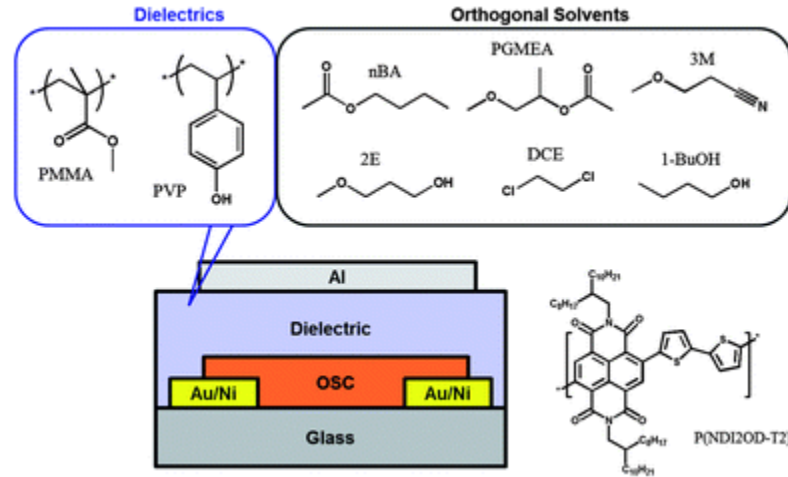 Dielectrics
Orthogonal Solvents
PMMA
PVP
OH
O
O
nBA
O
O
PGMEA
O
O
O
3M
O
N
2E
O
OH
DCE
Cl
Cl
1-BuOH
OH
Al
Dielectric
OSC
Au/Ni
Au/Ni
Glass
C10H21
C8H17
O
N
O
S
S
O
N
O
C8H17
C10H21
P(NDI2OD-T2)